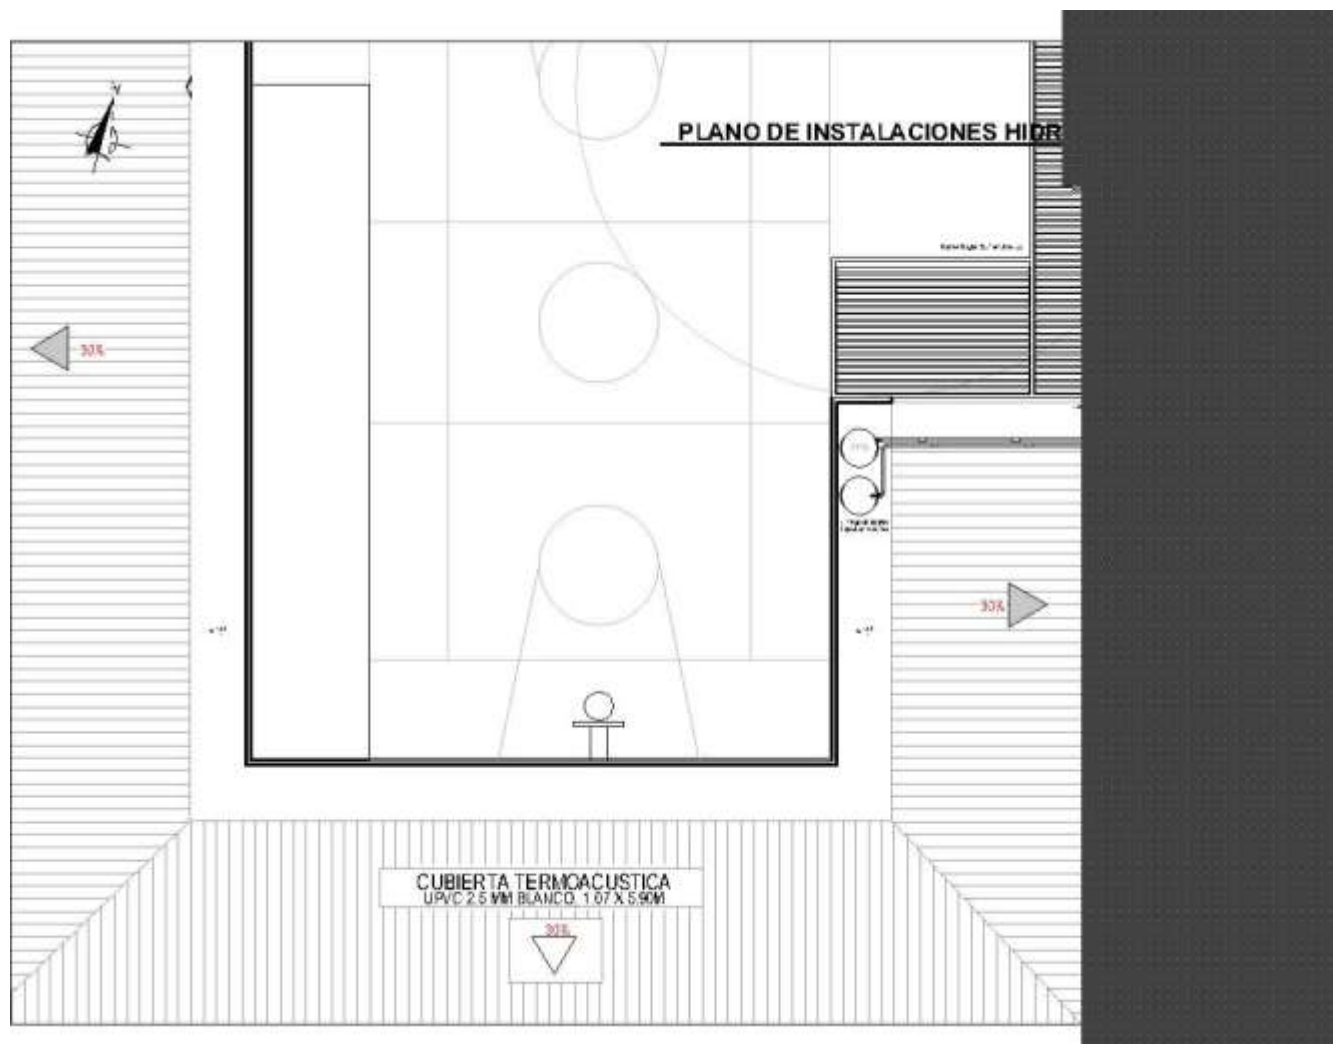 PLANO DE INSTALACIONES HIDR
30%
30%
CUBIERTA TERMOACUSTICA
UPVC 2.5 MM BLANCO, 1.07 X 5.90M
30%